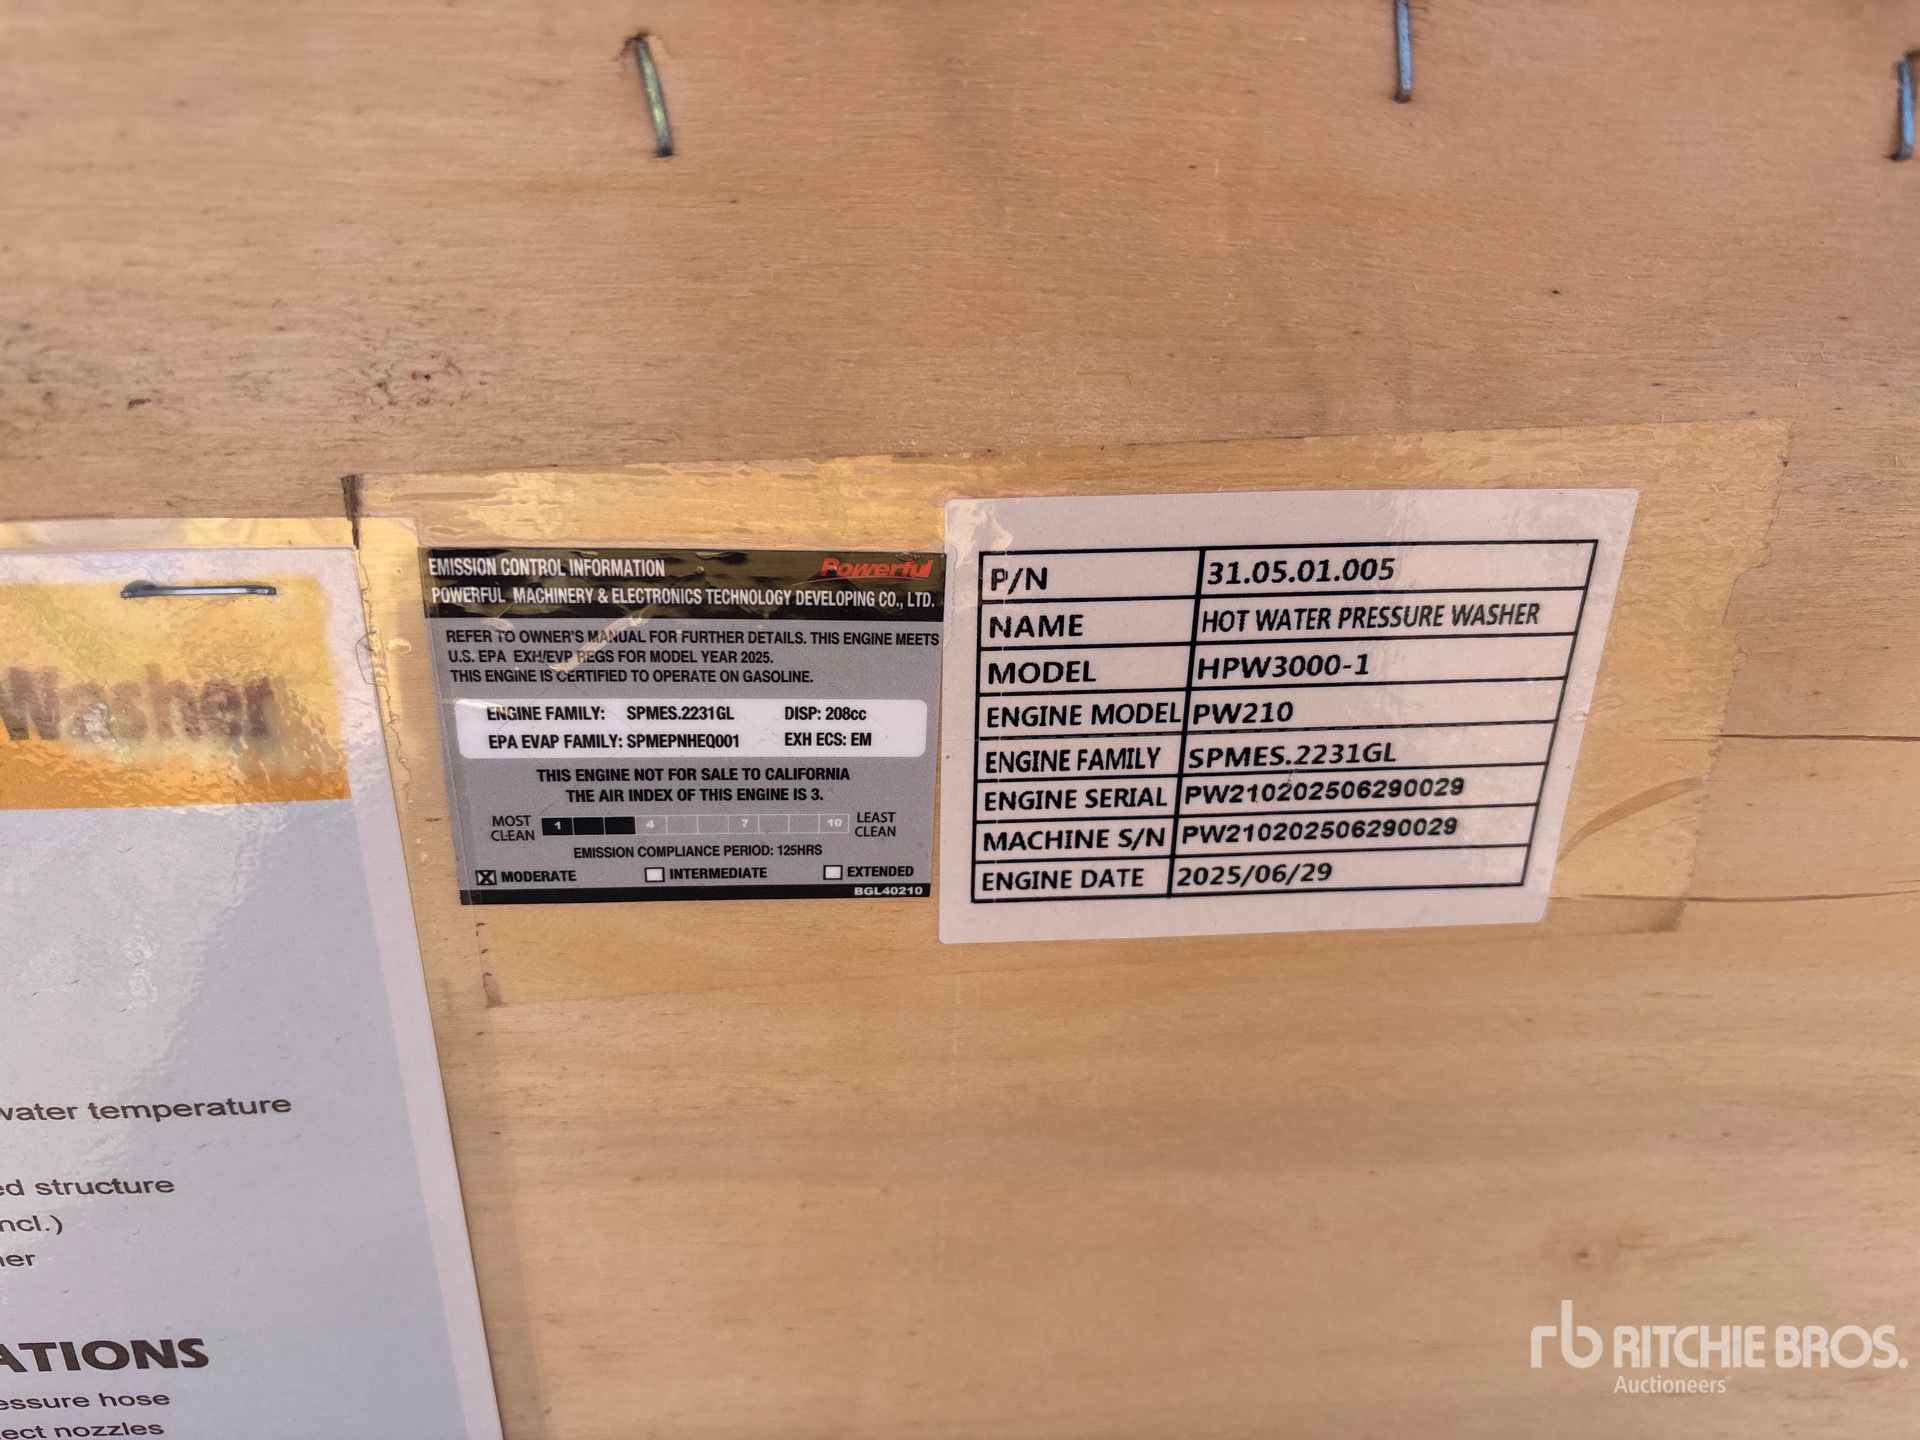 Washer
water temperature
ed structure
ncl.)
ATIONS
essure hose
ect nozzles
EMISSION CONTROL INFORMATION
Powerful
POWERFUL MACHINERY & ELECTRONICS TECHNOLOGY DEVELOPING CO., LTD.
REFER TO OWNER'S MANUAL FOR FURTHER DETAILS. THIS ENGINE MEETS
U.S. EPA EXH/EVP REGS FOR MODEL YEAR 2025.
THIS ENGINE IS CERTIFIED TO OPERATE ON GASOLINE.
ENGINE FAMILY: SPMES.2231GL DISP: 208cc
EPA EVAP FAMILY: SPMEPNHEQ001 EXH ECS: EM
THIS ENGINE NOT FOR SALE TO CALIFORNIA
THE AIR INDEX OF THIS ENGINE IS 3.
MOST CLEAN 1 4 7 10 LEAST CLEAN
EMISSION COMPLIANCE PERIOD: 125HRS
MODERATE INTERMEDIATE EXTENDED
BGL40210
P/N 31.05.01.005
NAME HOT WATER PRESSURE WASHER
MODEL HPW3000-1
ENGINE MODEL PW210
ENGINE FAMILY SPMES.2231GL
ENGINE SERIAL PW210202506290029
MACHINE S/N PW210202506290029
ENGINE DATE 2025/06/29
rb RITCHIE BROS.
Auctioneers